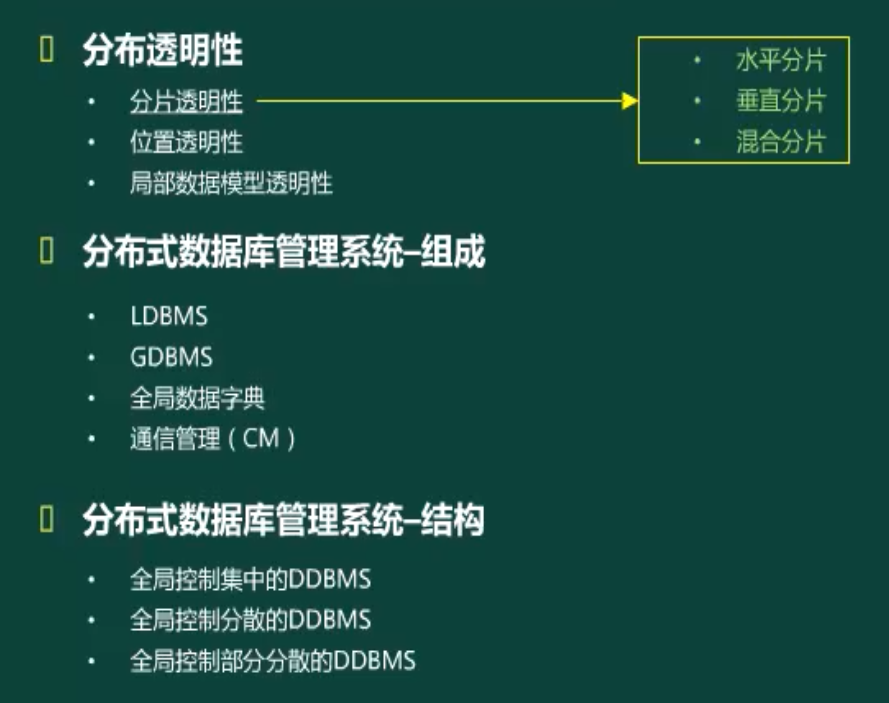 分布透明性
• 分片透明性
• 位置透明性
• 局部数据模型透明性
• 水平分片
• 垂直分片
• 混合分片
分布式数据库管理系统–组成
• LDBMS
• GDBMS
• 全局数据字典
• 通信管理（CM）
分布式数据库管理系统–结构
• 全局控制集中的DDBMS
• 全局控制分散的DDBMS
• 全局控制部分分散的DDBMS